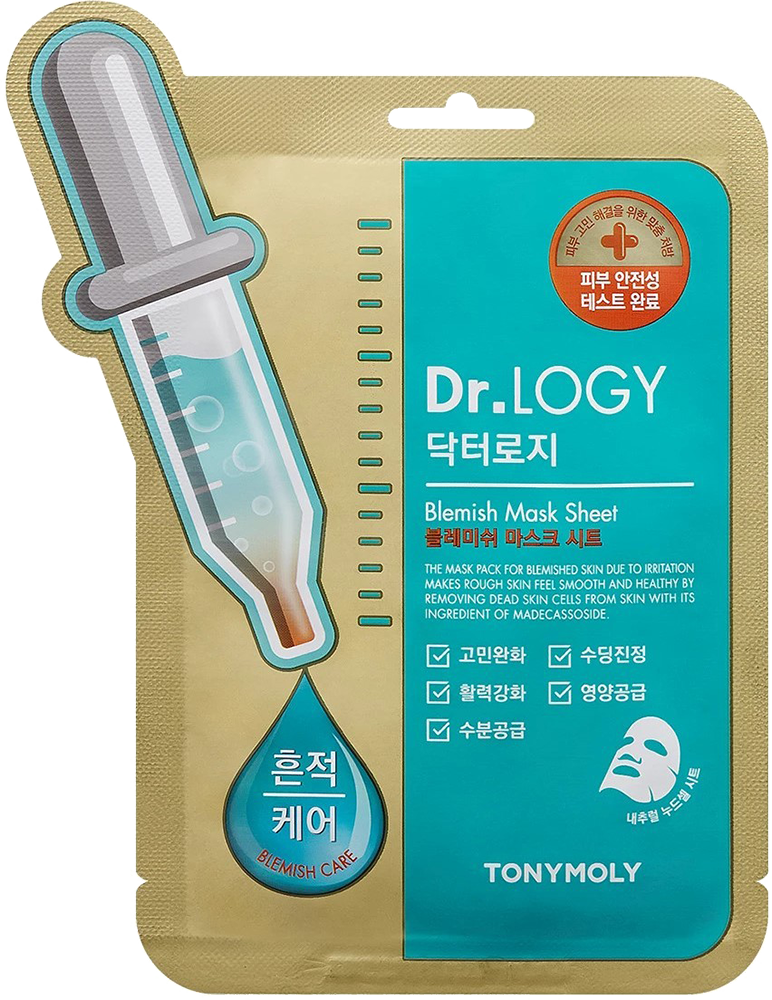 피부 고민 해결을 위한 맞춤 처방
피부 안전성
테스트 완료
Dr.LOGY
닥터로지
Blemish Mask Sheet
블레미쉬 마스크 시트
THE MASK PACK FOR BLEMISHED SKIN DUE TO IRRITATION
MAKES ROUGH SKIN FEEL SMOOTH AND HEALTHY BY
REMOVING DEAD SKIN CELLS FROM SKIN WITH ITS
INGREDIENT OF MADECASSOSIDE.
고민완화 수딩진정
활력강화 영양공급
수분공급
내추럴 누드셀 시트
흔적
케어
BLEMISH CARE
TONYMOLY